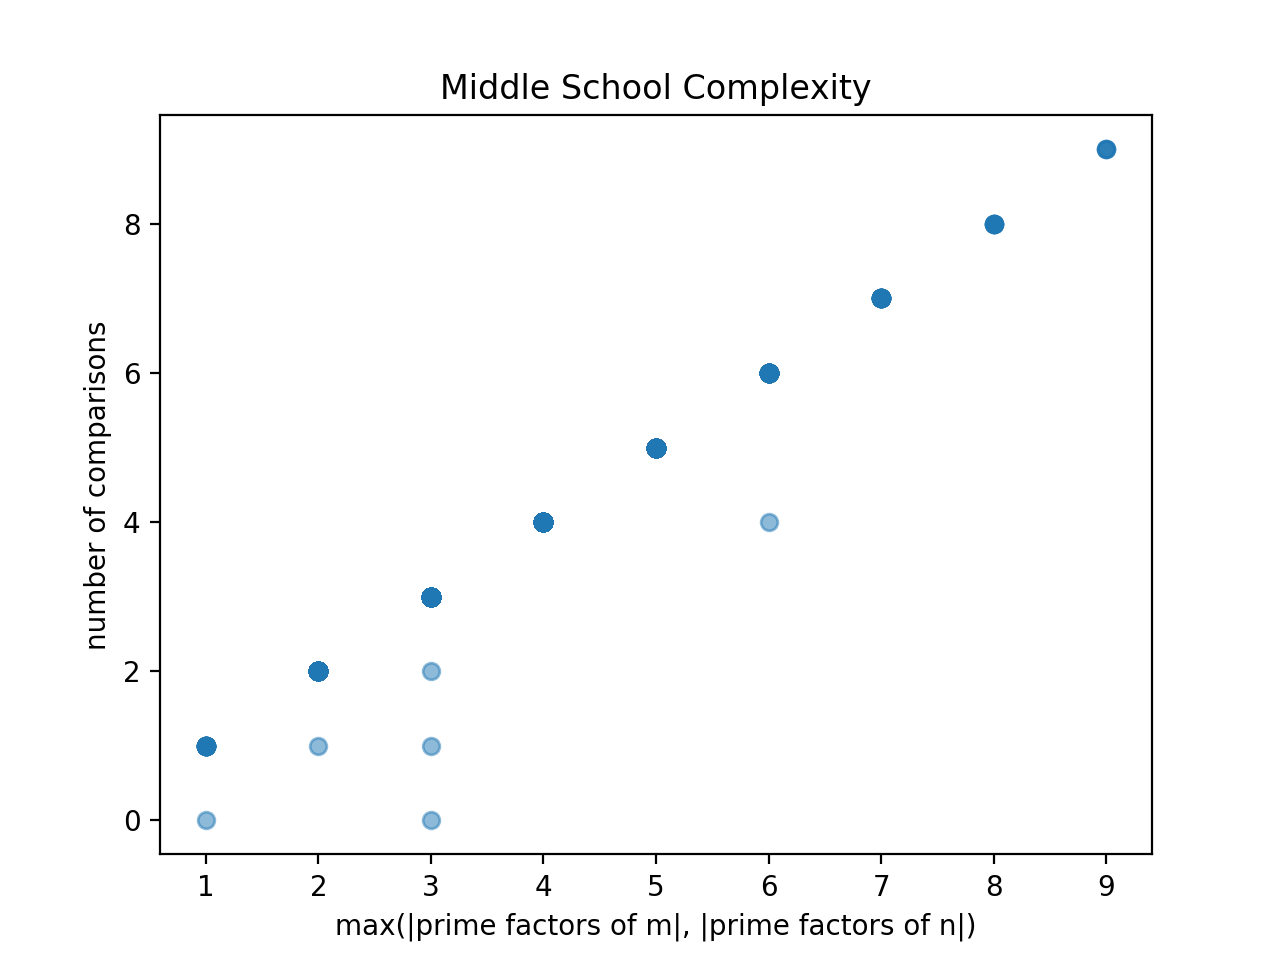 Middle School Complexity
number of comparisons
8
6
4
2
0
1 2 3 4 5 6 7 8 9
max(|prime factors of m|, |prime factors of n|)